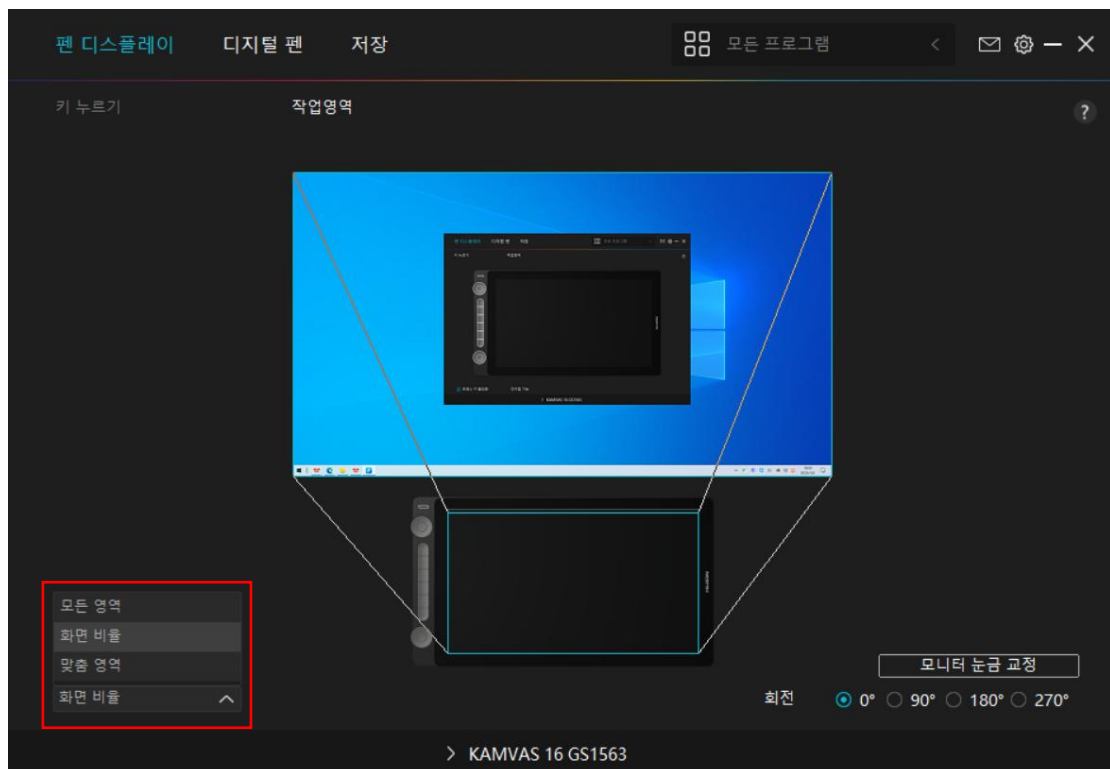 펜 디스플레이 디지털 펜 저장 모든 프로그램
키 누르기 작업영역 ?
모든 영역
화면 비율
맞춤 영역
화면 비율
모니터 눈금 교정
회전 0° 90° 180° 270°
KAMVAS 16 GS1563